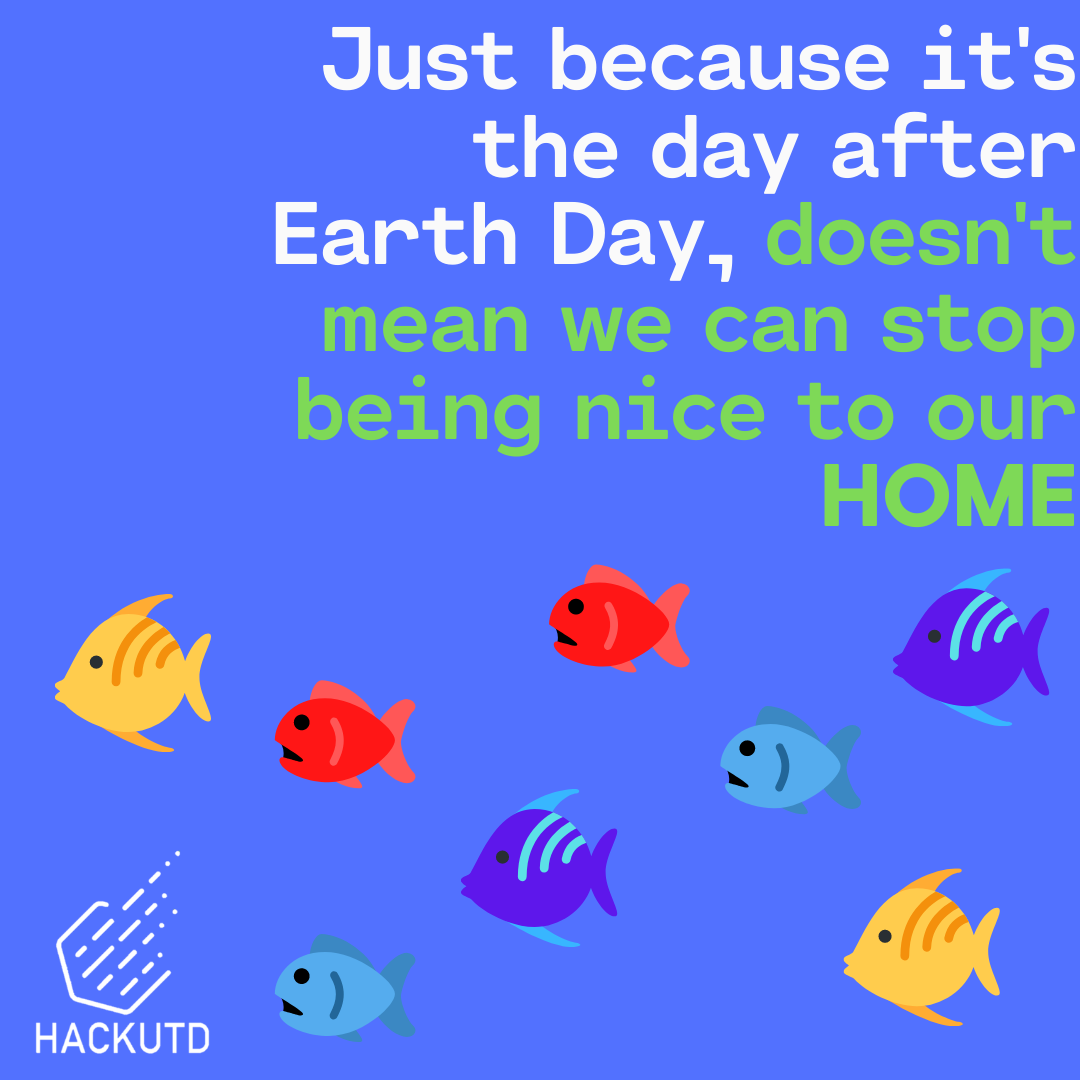 Just because it's
the day after
Earth Day, doesn't
mean we can stop
being nice to our
HOME
HACKUTD